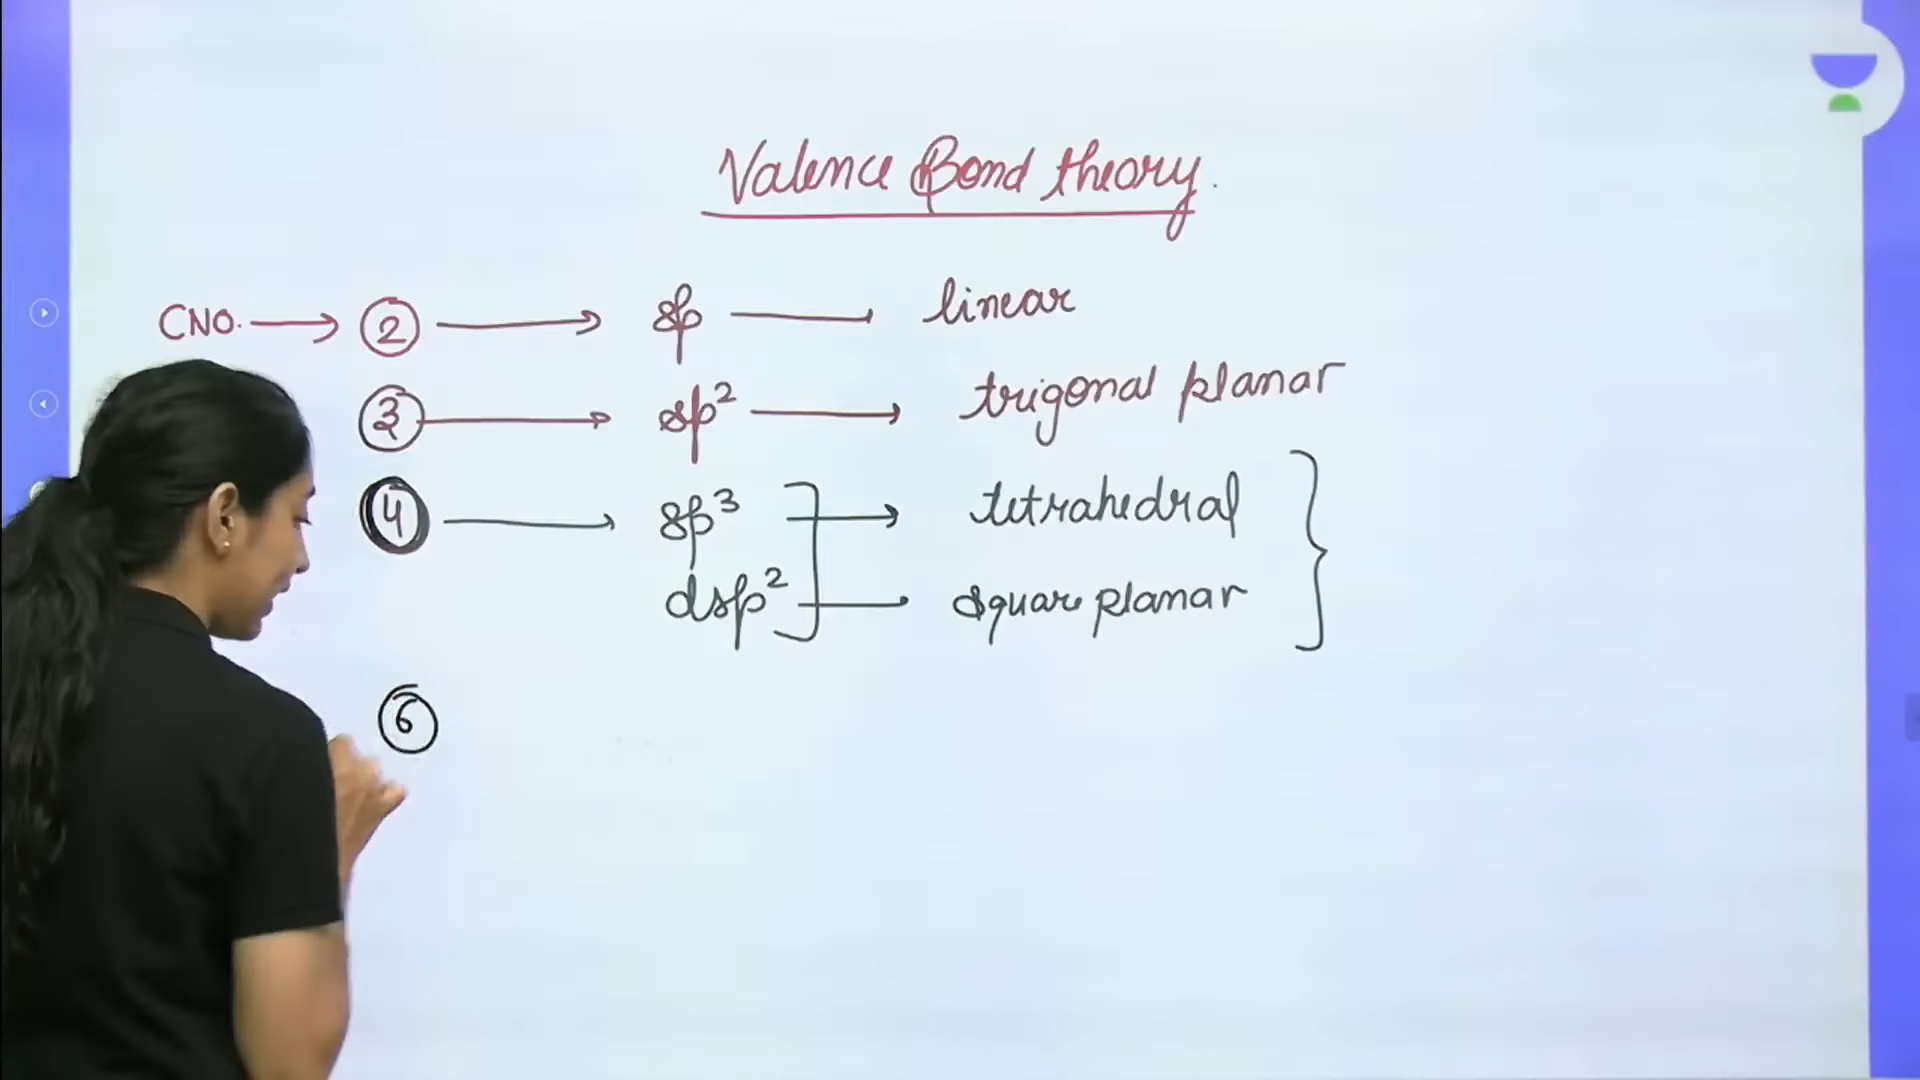 Valence Bond theory.
CNO. → 2 → sp — linear
3 → sp² → trigonal planar
4 → sp³ → tetrahedral
dsp² — square planar
6